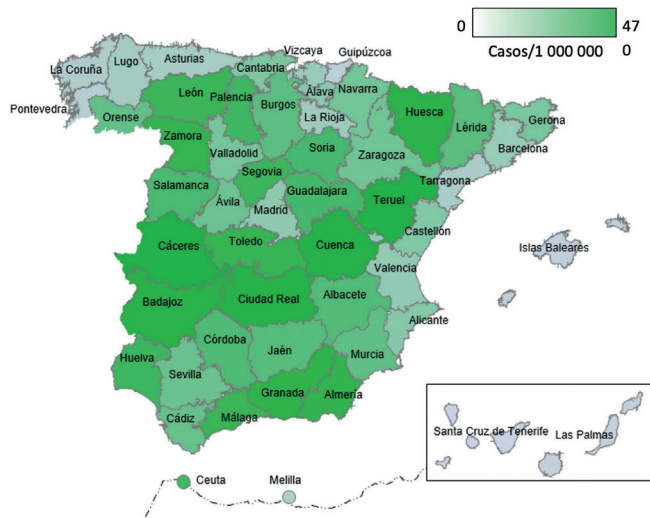 0
47
Casos/1 000 000
0
Vizcaya
Guipúzcoa
La Coruña
Lugo
Asturias
Cantabria
Álava
Navarra
Pontevedra
Orense
León
Palencia
Burgos
La Rioja
Huesca
Lérida
Gerona
Barcelona
Zamora
Valladolid
Soria
Zaragoza
Tarragona
Segovia
Salamanca
Ávila
Madrid
Guadalajara
Teruel
Castellón
Cáceres
Toledo
Cuenca
Valencia
Islas Baleares
Badajoz
Ciudad Real
Albacete
Alicante
Huelva
Córdoba
Jaén
Murcia
Sevilla
Granada
Almería
Cádiz
Málaga
Santa Cruz de Tenerife
Las Palmas
Ceuta
Melilla